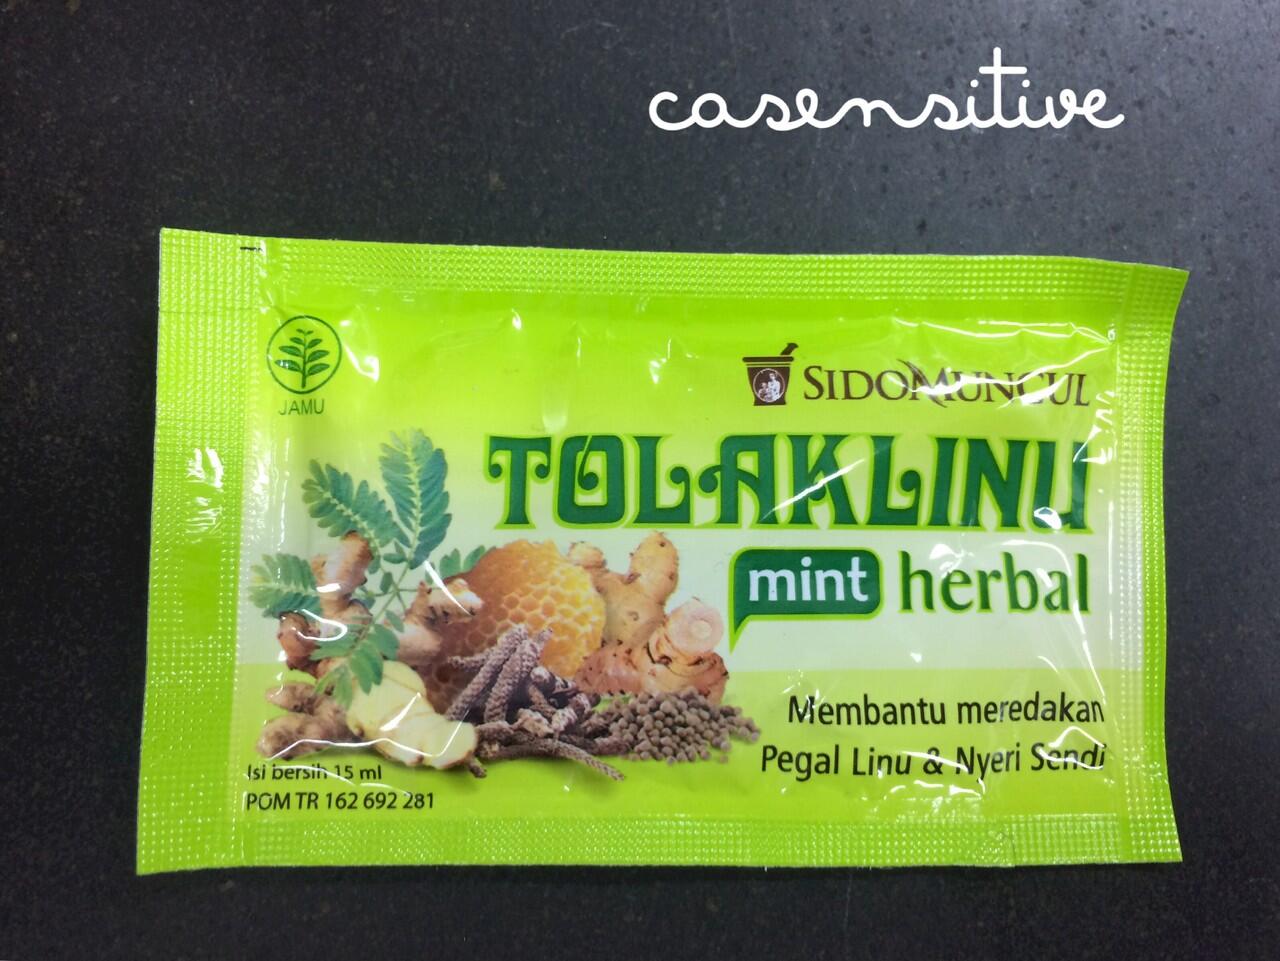 casensitive
JAMU
SIDOMUNCUL
TOLAKLINU
mint herbal
Membantu meredakan
Pegal Linu & Nyeri Sendi
Isi bersih 15 ml
POM TR 162 692 281